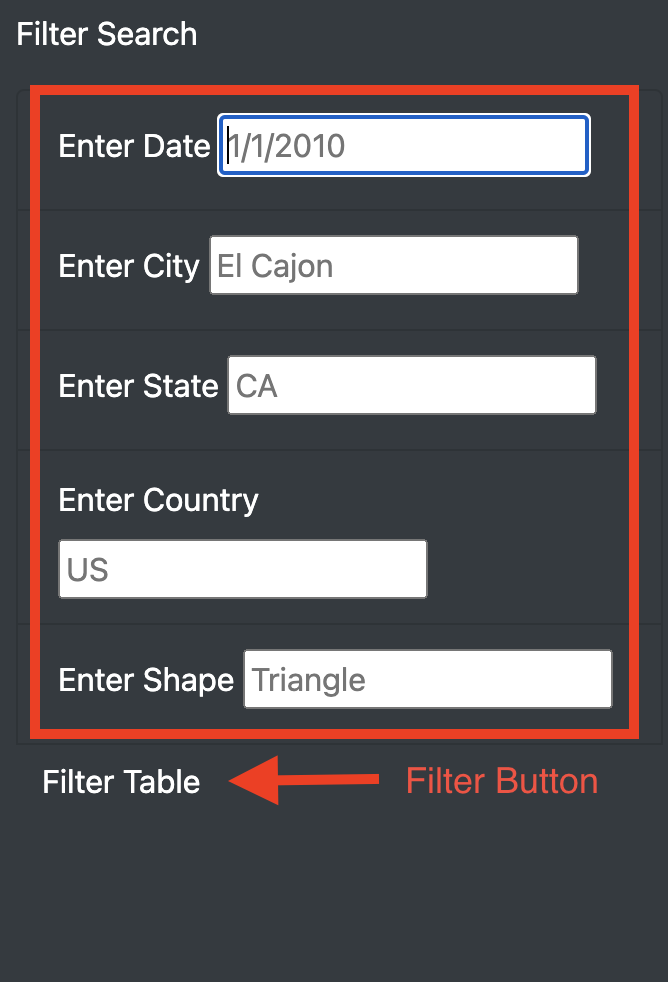 Filter Search
Enter Date 1/1/2010
Enter City El Cajon
Enter State CA
Enter Country
US
Enter Shape Triangle
Filter Table Filter Button